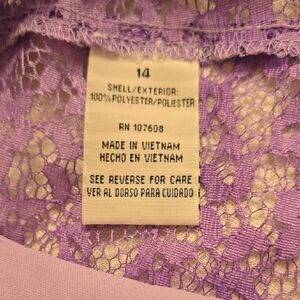 14
SHELL/EXTERIOR:
100%POLYESTER/POLIESTER
RN 107608
MADE IN VIETNAM
HECHO EN VIETNAM
SEE REVERSE FOR CARE
VER AL DORSO PARA CUIDADO